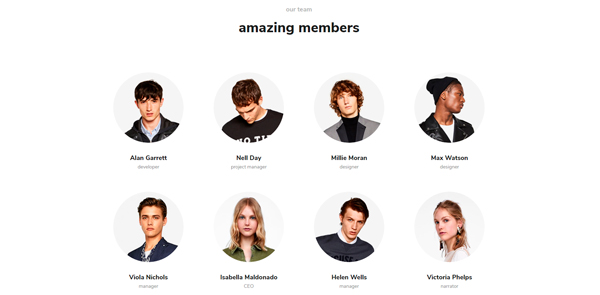 our team
amazing members
Alan Garrett
developer
Nell Day
project manager
Millie Moran
designer
Max Watson
designer
Viola Nichols
manager
Isabella Maldonado
CEO
Helen Wells
manager
Victoria Phelps
narrator